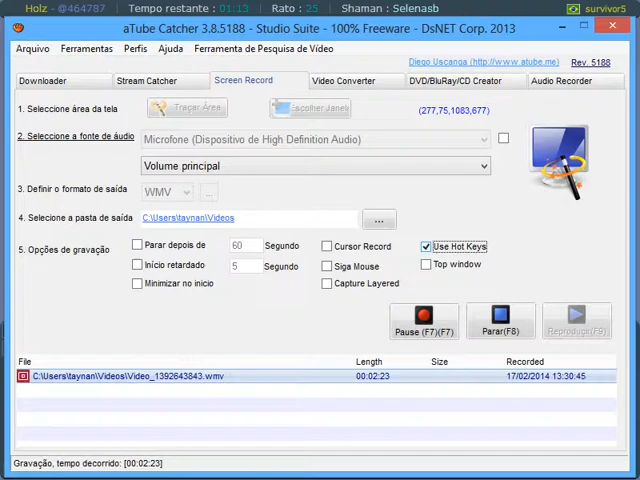 Holz - @464787 Tempo restante : 01:13 Rato : 25 Shaman : Selenasb survivor5
aTube Catcher 3.8.5188 - Studio Suite - 100% Freeware - DsNET Corp. 2013
Arquivo Ferramentas Perfis Ajuda Ferramenta de Pesquisa de Vídeo
Diego Uscanga (http://www.atube.me) Rev. 5188
Downloader Stream Catcher Screen Record Video Converter DVD/BluRay/CD Creator Audio Recorder
1. Seleccione área da tela Traçar Área Escolher Janela (277,75,1083,677)
2. Seleccione a fonte de áudio Microfone (Dispositivo de High Definition Audio)
Volume principal
3. Definir o formato de saída WMV ...
4. Selecione a pasta de saída C:\Users\taynan\Videos ...
5. Opções de gravação Parar depois de 60 Segundo Cursor Record Use Hot Keys
Início retardado 5 Segundo Siga Mouse Top window
Minimizar no inicio Capture Layered
Pause (F7)(F7) Parar(F8) Reproducir(F9)
File Length Size Recorded
C:\Users\taynan\Videos\Video_1392643843.wmv 00:02:23 17/02/2014 13:30:45
Gravação, tempo decorrido: [00:02:23]